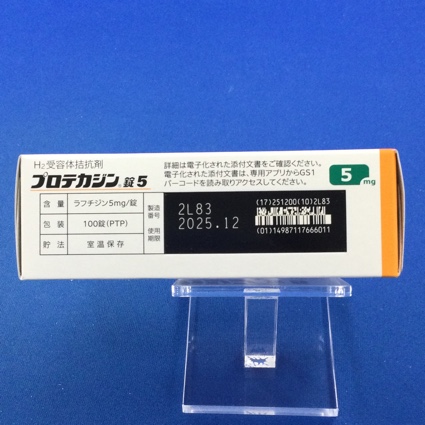 H2受容体拮抗剤
プロテカジン錠5
詳細は電子化された添付文書をご確認ください。
電子化された添付文書は、専用アプリからGS1
バーコードを読み取りアクセスしてください。
5mg
含量 ラフチジン5mg/錠
包装 100錠(PTP)
貯法 室温保存
製造番号 2L83
使用期限 2025.12
(17)251200(10)2L83
(01)14987117666011